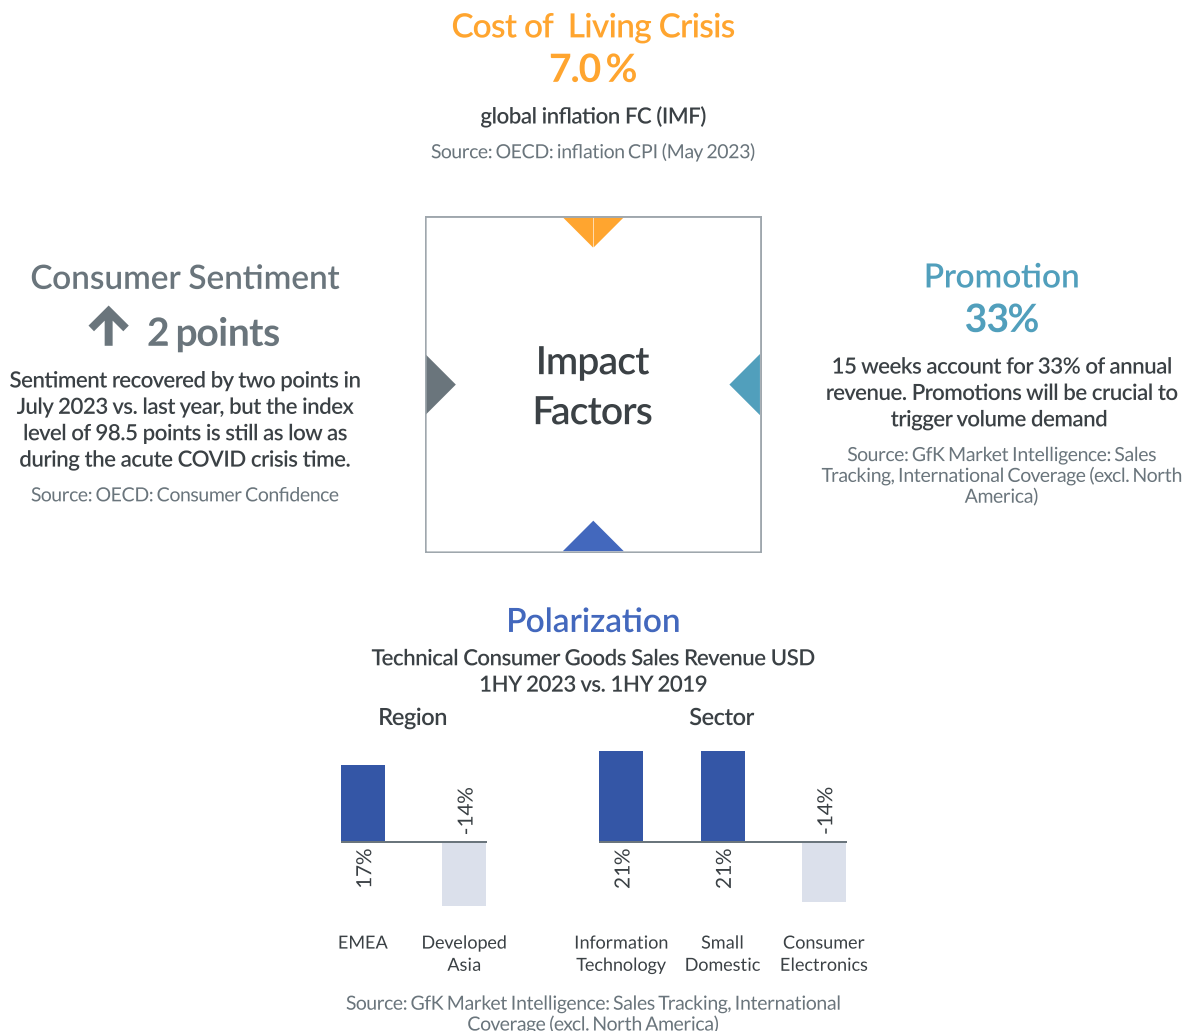 Cost of Living Crisis
7.0%
global inflation FC (IMF)
Source: OECD: inflation CPI (May 2023)
Consumer Sentiment
2 points
Sentiment recovered by two points in
July 2023 vs. last year, but the index
level of 98.5 points is still as low as
during the acute COVID crisis time.
Source: OECD: Consumer Confidence
Impact
Factors
Promotion
33%
15 weeks account for 33% of annual
revenue. Promotions will be crucial to
trigger volume demand
Source: GfK Market Intelligence: Sales
Tracking, International Coverage (excl. North
America)
Polarization
Technical Consumer Goods Sales Revenue USD
1HY 2023 vs. 1HY 2019
Region
17%
-14%
EMEA
Developed
Asia
Sector
21%
21%
-14%
Information
Technology
Small
Domestic
Consumer
Electronics
Source: GfK Market Intelligence: Sales Tracking, International
Coverage (excl. North America)